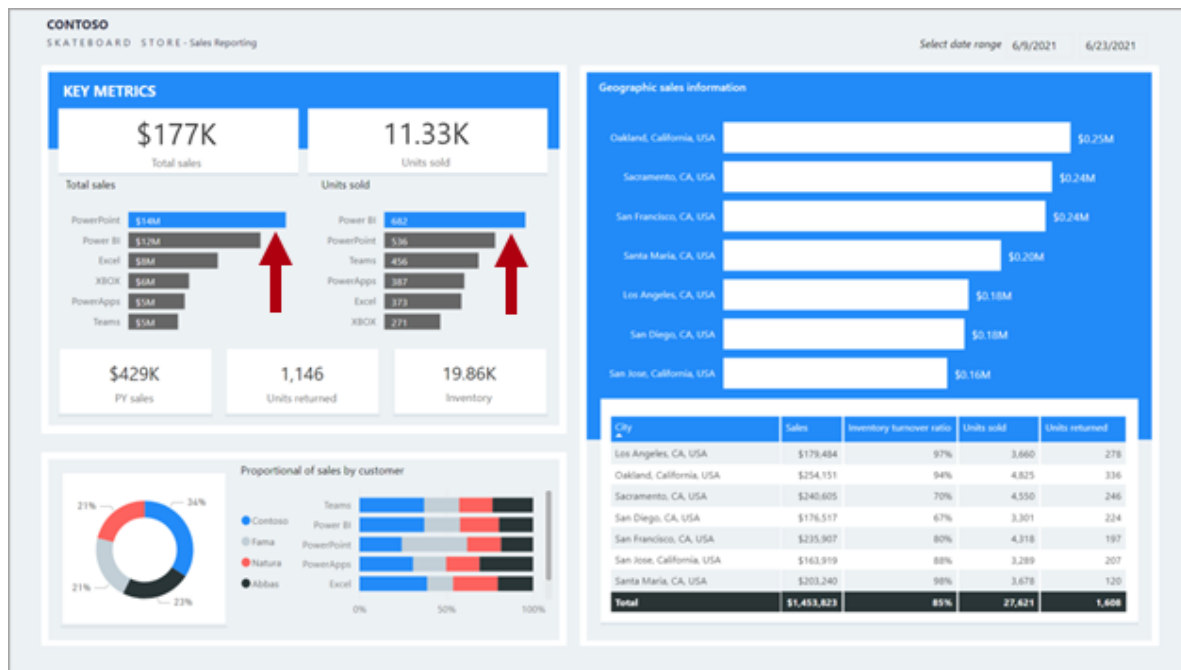 CONTOSO
SKATEBOARD STORE - Sales Reporting
Select date range 6/9/2021 6/23/2021
KEY METRICS
$177K
Total sales
11.33K
Units sold
Total sales
PowerPoint $14M
Power BI $12M
Excel $8M
XBOX $6M
PowerApps $5M
Teams $5M
Units sold
Power BI 682
PowerPoint 536
Teams 456
PowerApps 387
Excel 373
XBOX 271
$429K
PY sales
1,146
Units returned
19.86K
Inventory
Proportional of sales by customer
21%
34%
21%
23%
Contoso
Fama
Natura
Abbas
Teams
Power BI
PowerPoint
PowerApps
Excel
0% 50% 100%
Geographic sales information
Oakland, California, USA $0.25M
Sacramento, CA, USA $0.24M
San Francisco, CA, USA $0.24M
Santa Maria, CA, USA $0.20M
Los Angeles, CA, USA $0.18M
San Diego, CA, USA $0.18M
San Jose, California, USA $0.16M
City Sales Inventory turnover ratio Units sold Units returned
Los Angeles, CA, USA $179,484 97% 3,660 278
Oakland, California, USA $254,151 94% 4,825 336
Sacramento, CA, USA $240,605 70% 4,550 246
San Diego, CA, USA $176,517 67% 3,301 224
San Francisco, CA, USA $235,907 80% 4,318 197
San Jose, California, USA $163,919 88% 3,289 207
Santa Maria, CA, USA $203,240 98% 3,678 120
Total $1,453,823 85% 27,621 1,608